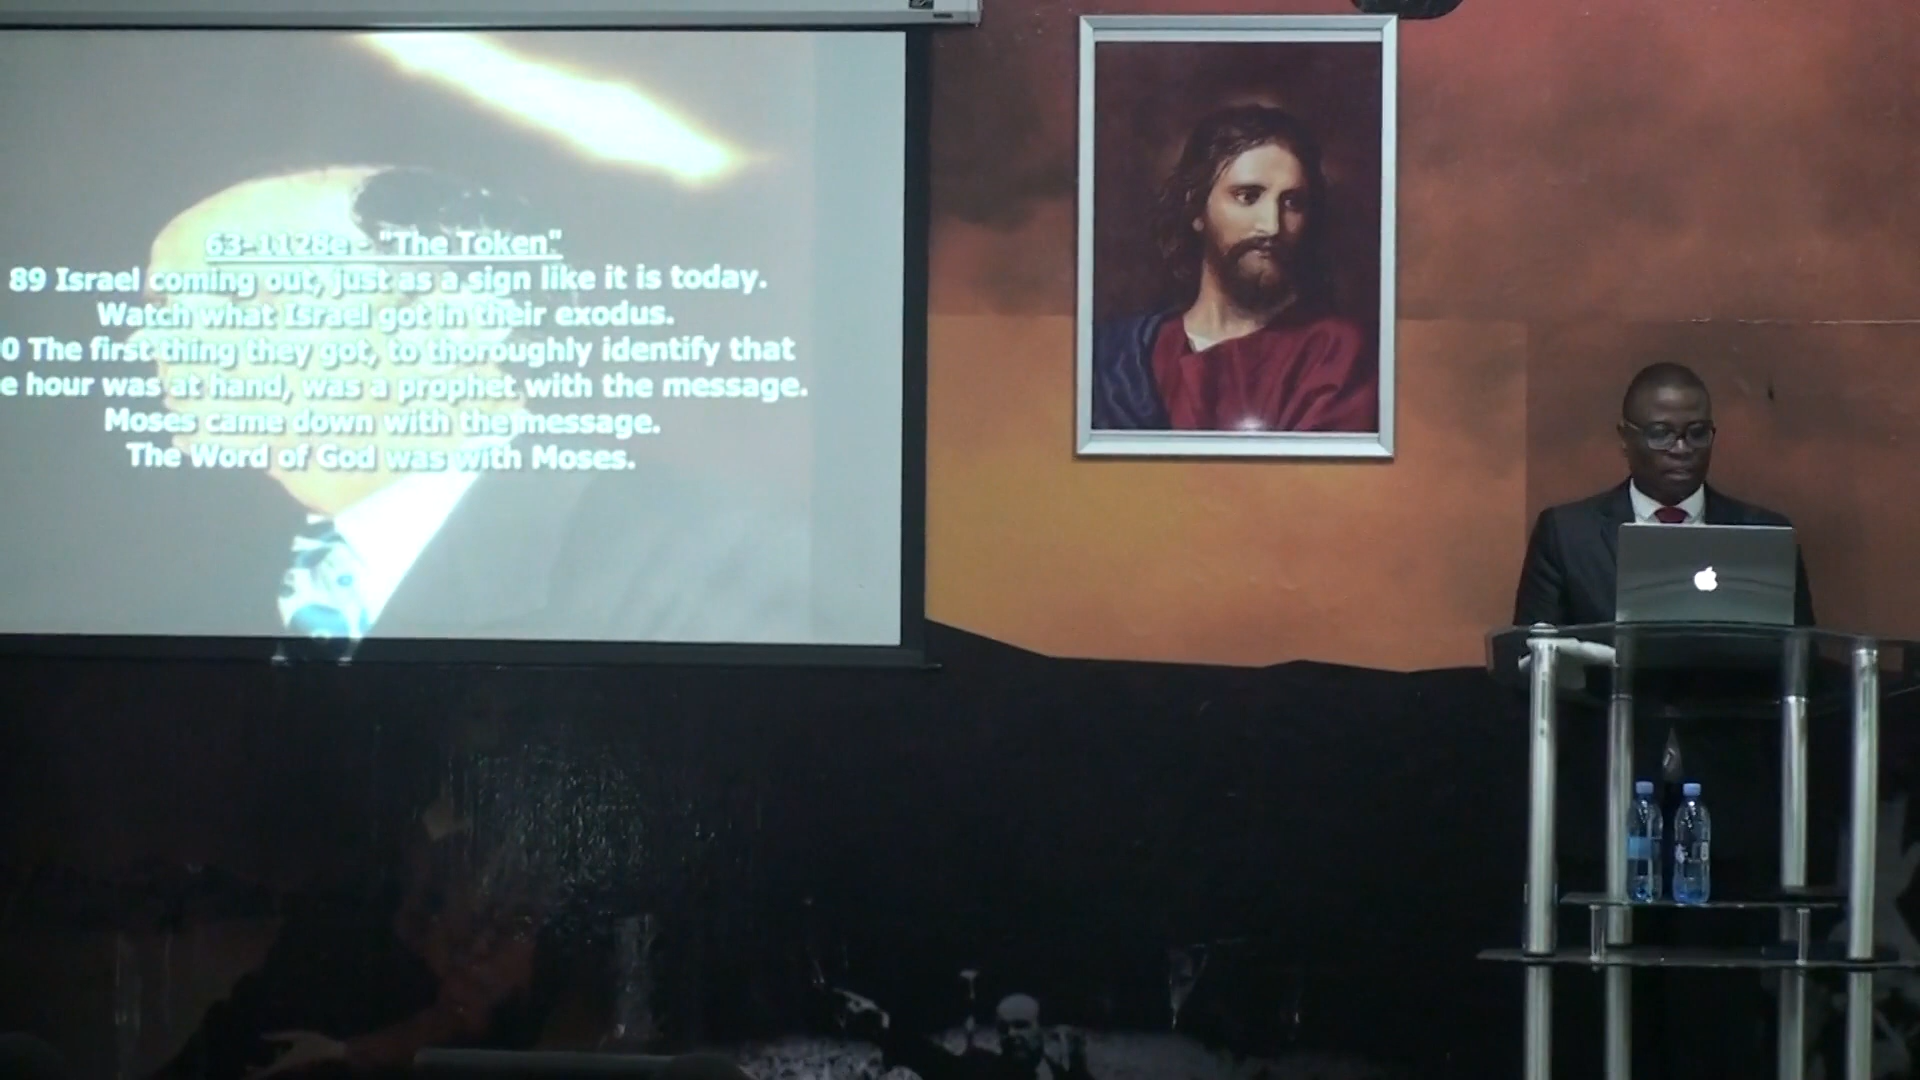 63-1128e - "The Token"
89 Israel coming out, just as a sign like it is today.
Watch what Israel got in their exodus.
0 The first thing they got, to thoroughly identify that
e hour was at hand, was a prophet with the message.
Moses came down with the message.
The Word of God was with Moses.